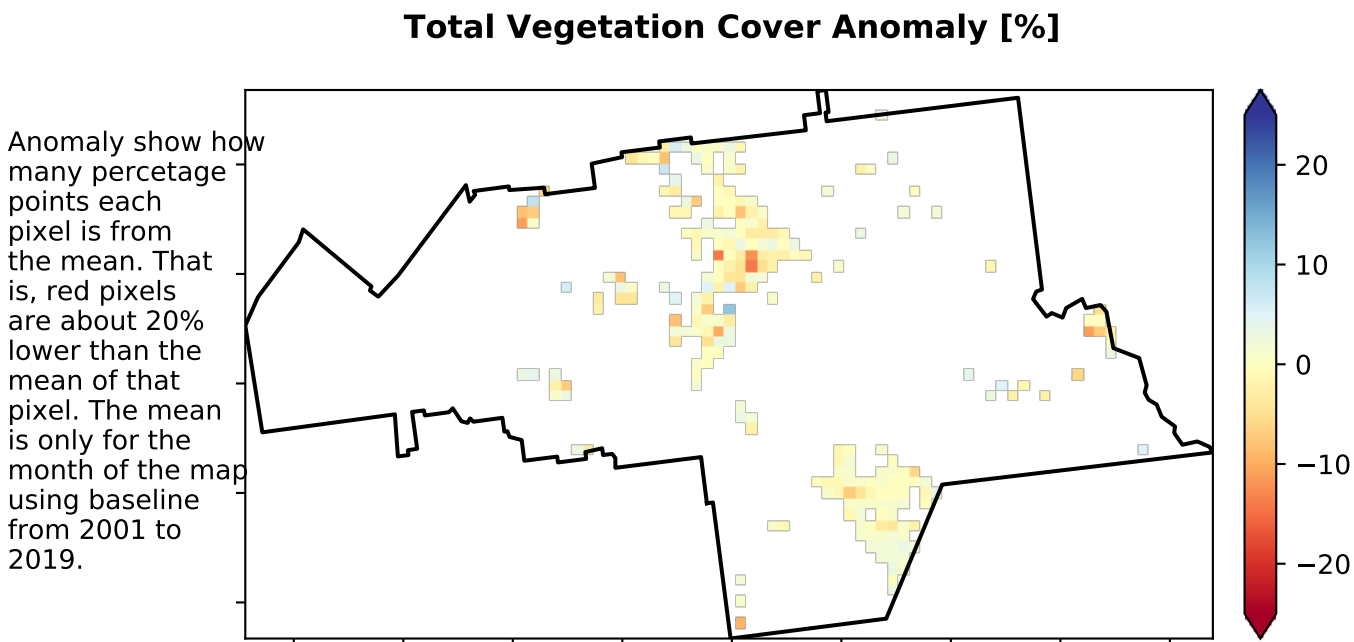 Total Vegetation Cover Anomaly [%]
Anomaly show how
many percetage
points each
pixel is from
the mean. That
is, red pixels
are about 20%
lower than the
mean of that
pixel. The mean
is only for the
month of the map
using baseline
from 2001 to
2019.
20
10
0
−10
−20